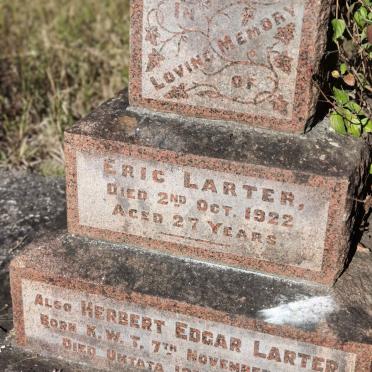 IN
LOVING MEMORY
OF
ERIC LARTER,
DIED 2ND OCT. 1922
AGED 27 YEARS
ALSO HERBERT EDGAR LARTER
BORN K.W.T. 7TH NOVEMBER
DIED